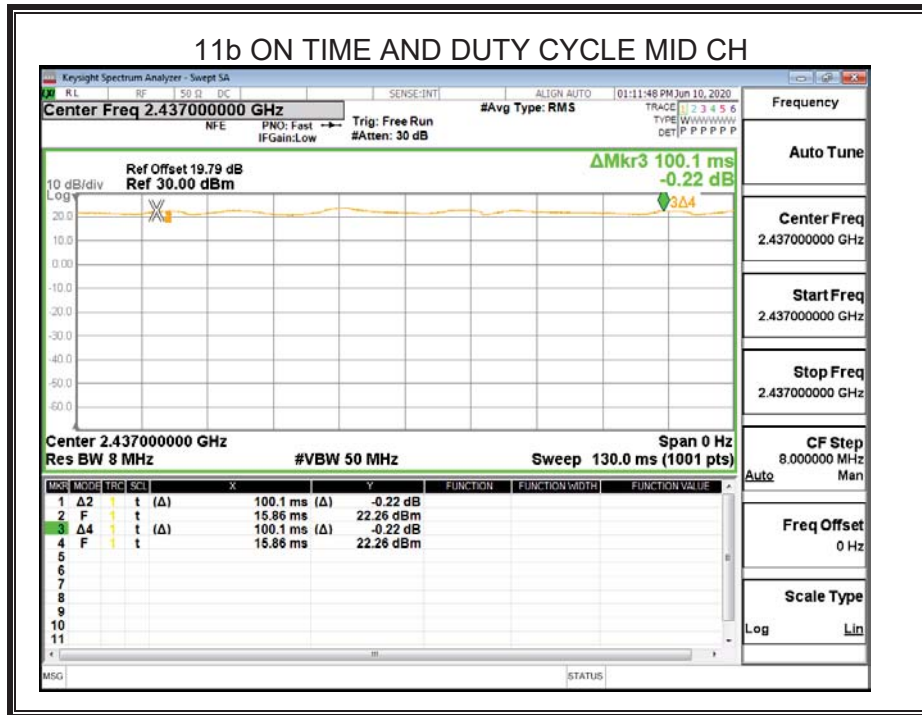 11b ON TIME AND DUTY CYCLE MID CH
Keysight Spectrum Analyzer - Swept SA
RL RF 50 Ω DC SENSE:INT ALIGN AUTO 01:11:48 PM Jun 10, 2020
Center Freq 2.437000000 GHz
NFE
PNO: Fast
IFGain:Low
Trig: Free Run
#Atten: 30 dB
#Avg Type: RMS
TRACE 1 2 3 4 5 6
TYPE WWWWWW
DET P P P P P P
Ref Offset 19.79 dB
10 dB/div Ref 30.00 dBm
Log
ΔMkr3 100.1 ms
-0.22 dB
3Δ4
20.0
10.0
0.00
-10.0
-20.0
-30.0
-40.0
-50.0
-60.0
Center 2.437000000 GHz Span 0 Hz
Res BW 8 MHz #VBW 50 MHz Sweep 130.0 ms (1001 pts)
MKR MODE TRC SCL X Y FUNCTION FUNCTION WIDTH FUNCTION VALUE
1 Δ2 1 t (Δ) 100.1 ms (Δ) -0.22 dB
2 F 1 t 15.86 ms 22.26 dBm
3 Δ4 1 t (Δ) 100.1 ms (Δ) -0.22 dB
4 F 1 t 15.86 ms 22.26 dBm
5
6
7
8
9
10
11
MSG STATUS
Frequency
Auto Tune
Center Freq
2.437000000 GHz
Start Freq
2.437000000 GHz
Stop Freq
2.437000000 GHz
CF Step
8.000000 MHz
Auto Man
Freq Offset
0 Hz
Scale Type
Log Lin